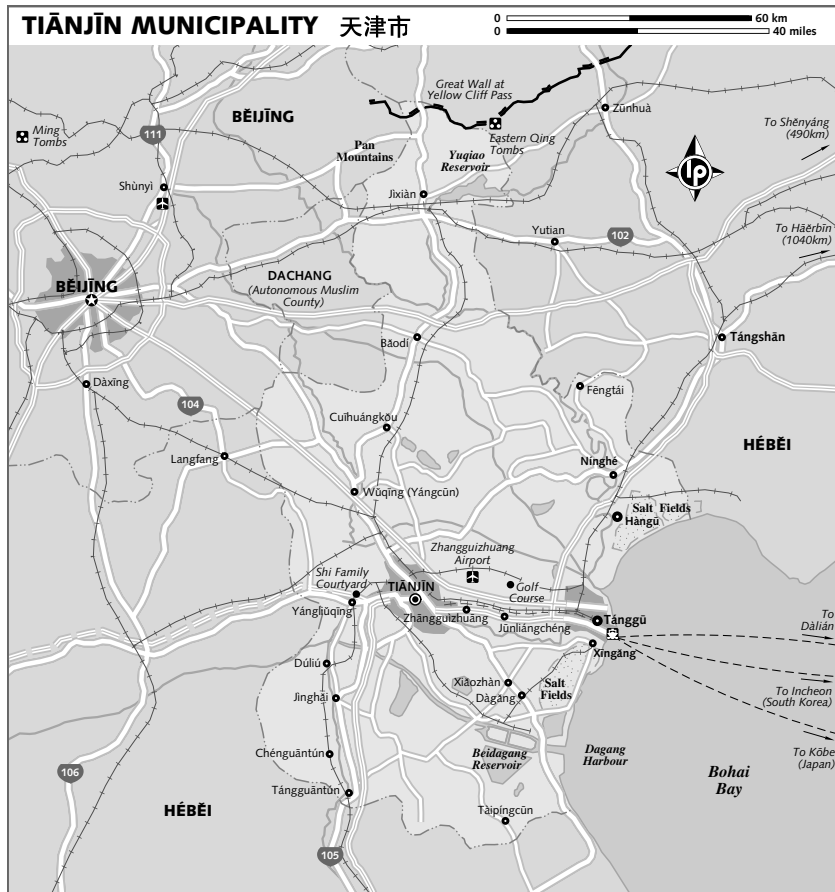 TIĀNJĪN MUNICIPALITY 天津市
0 60 km
0 40 miles
Great Wall at
Yellow Cliff Pass
Zūnhuà
BĚIJĪNG
111
Ming
Tombs
Pan
Mountains
Eastern Qing
Tombs
Yuqiao
Reservoir
To Shěnyáng
(490km)
lp
Shùnyì
Jìxiàn
Yutian
102
To Hāěrbīn
(1040km)
DACHANG
(Autonomous Muslim
County)
BĚIJĪNG
Bǎodí
Tángshān
Dàxīng
Fēngtái
104
Cuīhuángkǒu
HÉBĚI
Langfang
Nínghé
Wǔqīng (Yángcūn)
Salt Fields
Hàngū
Zhangguizhuang
Airport
Shi Family
Courtyard
TIĀNJĪN
Golf
Course
Yángliǔqīng
Zhāngguìzhuāng
Jūnliángchéng
Tánggū
To
Dàlián
Xīngǎng
Dúliú
Xiǎozhàn
Dàgǎng
Salt
Fields
Jìnghǎi
To Incheon
(South Korea)
Chénguāntún
Beidagang
Reservoir
Dagang
Harbour
To Kōbe
(Japan)
106
Bohai
Bay
Tángguāntún
HÉBĚI
Tàipíngcūn
105